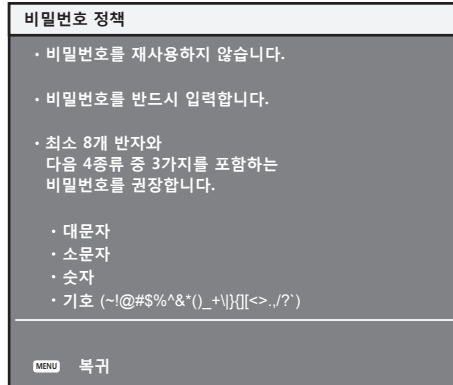 비밀번호 정책
・비밀번호를 재사용하지 않습니다.
・비밀번호를 반드시 입력합니다.
・최소 8개 반자와
다음 4종류 중 3가지를 포함하는
비밀번호를 권장합니다.
・대문자
・소문자
・숫자
・기호 (~!@#$%^&*()_+\|}{][<>.,/?`)
MENU 복귀